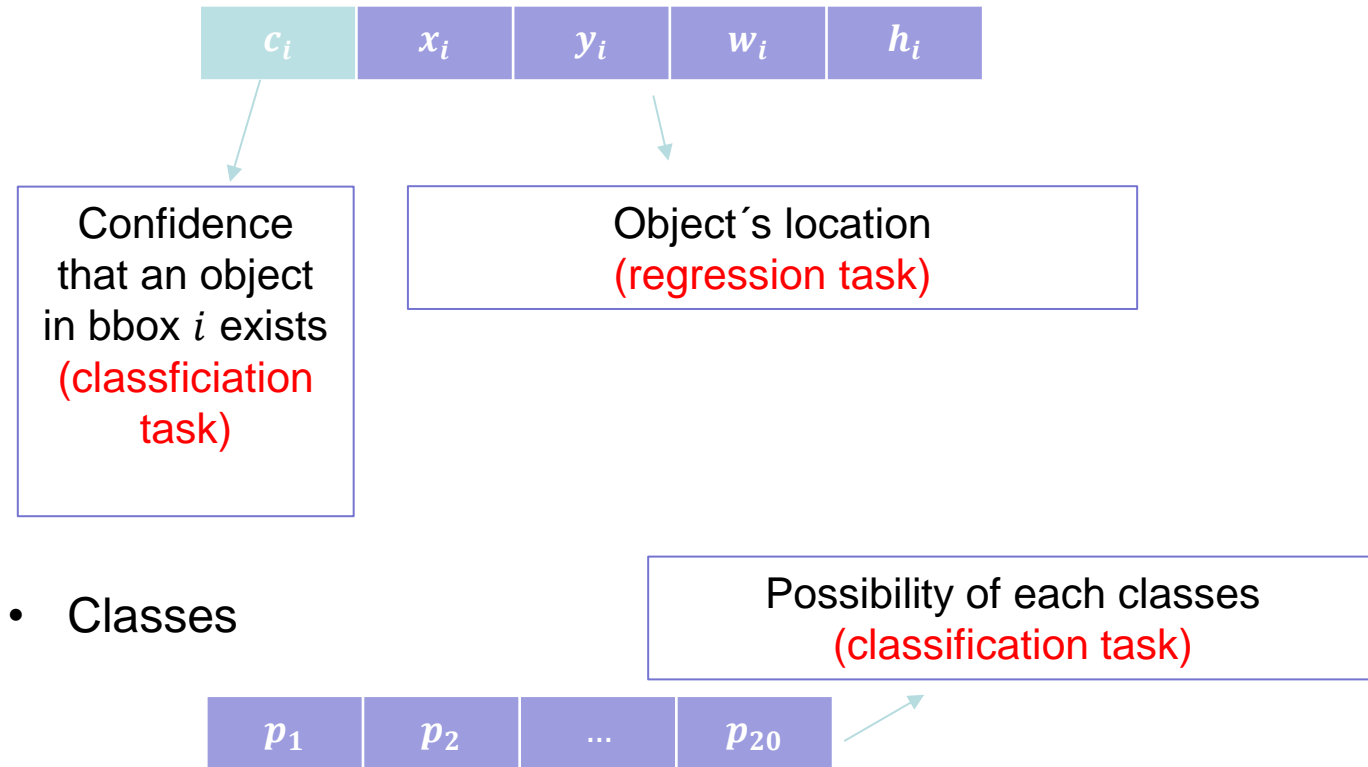 c_i x_i y_i w_i h_i
Confidence
that an object
in bbox i exists
(classficiation
task)
Object´s location
(regression task)
• Classes
Possibility of each classes
(classification task)
p_1 p_2 ... p_20